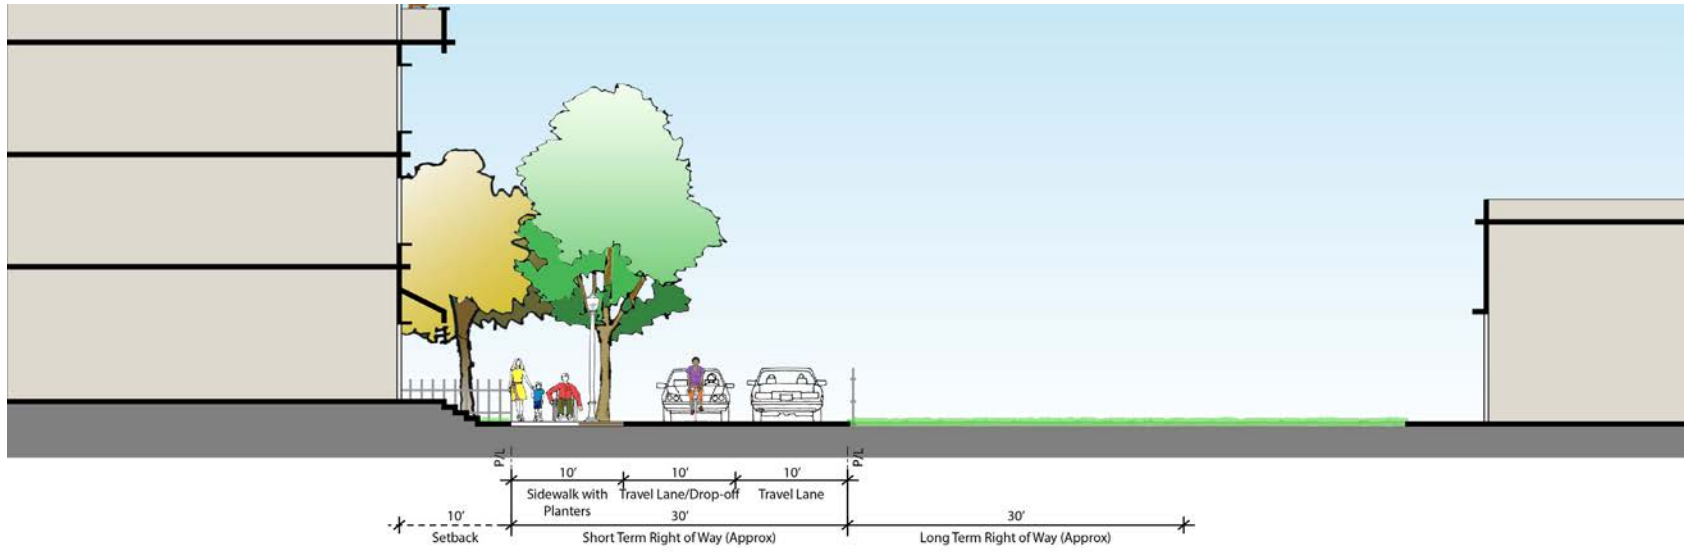 P/L
P/L
10'
10'
10'
Sidewalk with
Planters
Travel Lane/Drop-off
Travel Lane
10'
30'
30'
Setback
Short Term Right of Way (Approx)
Long Term Right of Way (Approx)